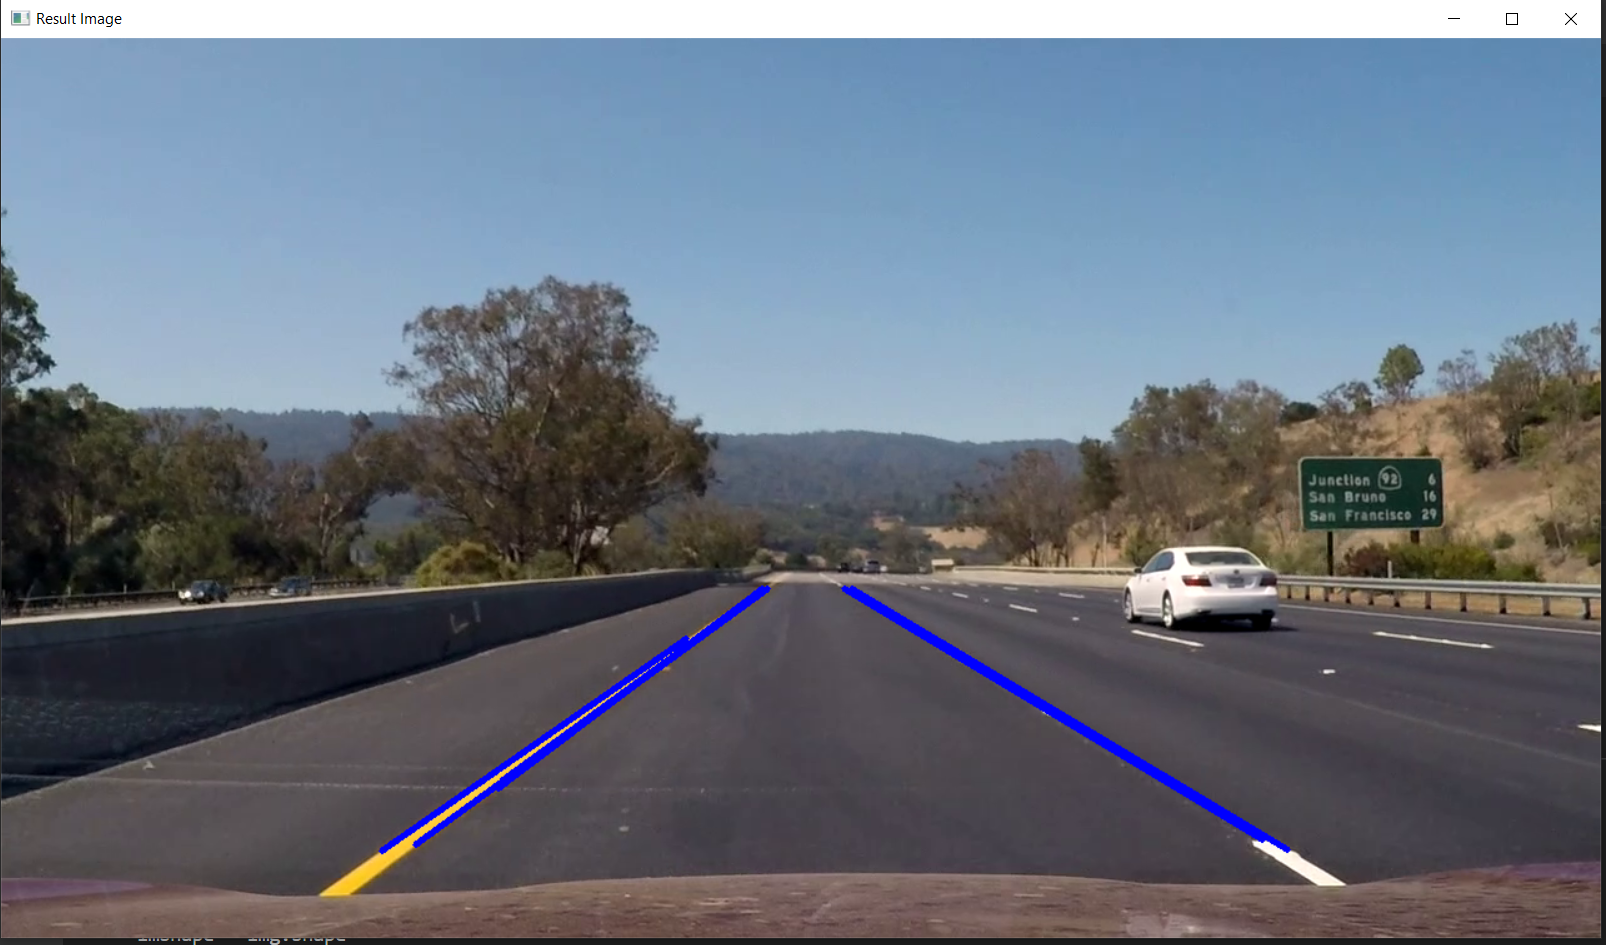 Result Image
Junction 92 6
San Bruno 16
San Francisco 29